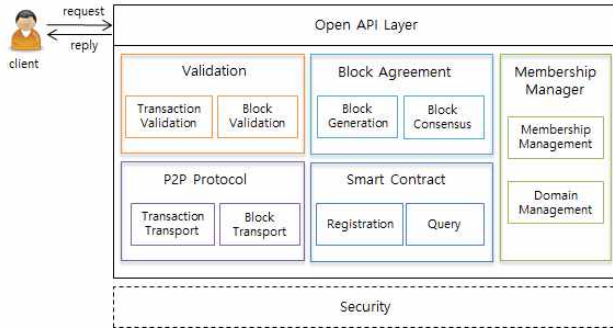 request
reply
client
Open API Layer
Validation
Transaction
Validation
Block
Validation
Block Agreement
Block
Generation
Block
Consensus
Membership
Manager
Membership
Management
Domain
Management
P2P Protocol
Transaction
Transport
Block
Transport
Smart Contract
Registration
Query
Security